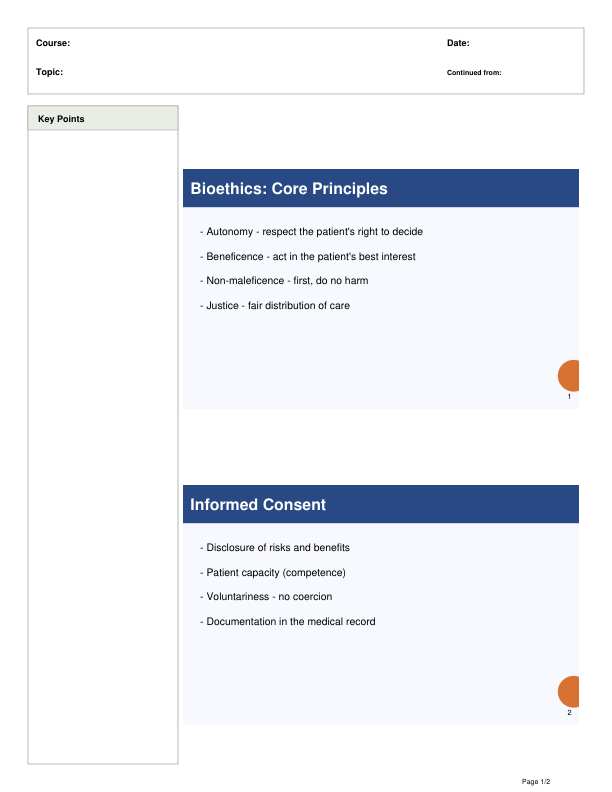 Course:
Date:
Topic:
Continued from:
Key Points
Bioethics: Core Principles
- Autonomy - respect the patient's right to decide
- Beneficence - act in the patient's best interest
- Non-maleficence - first, do no harm
- Justice - fair distribution of care
1
Informed Consent
- Disclosure of risks and benefits
- Patient capacity (competence)
- Voluntariness - no coercion
- Documentation in the medical record
2
Page 1/2